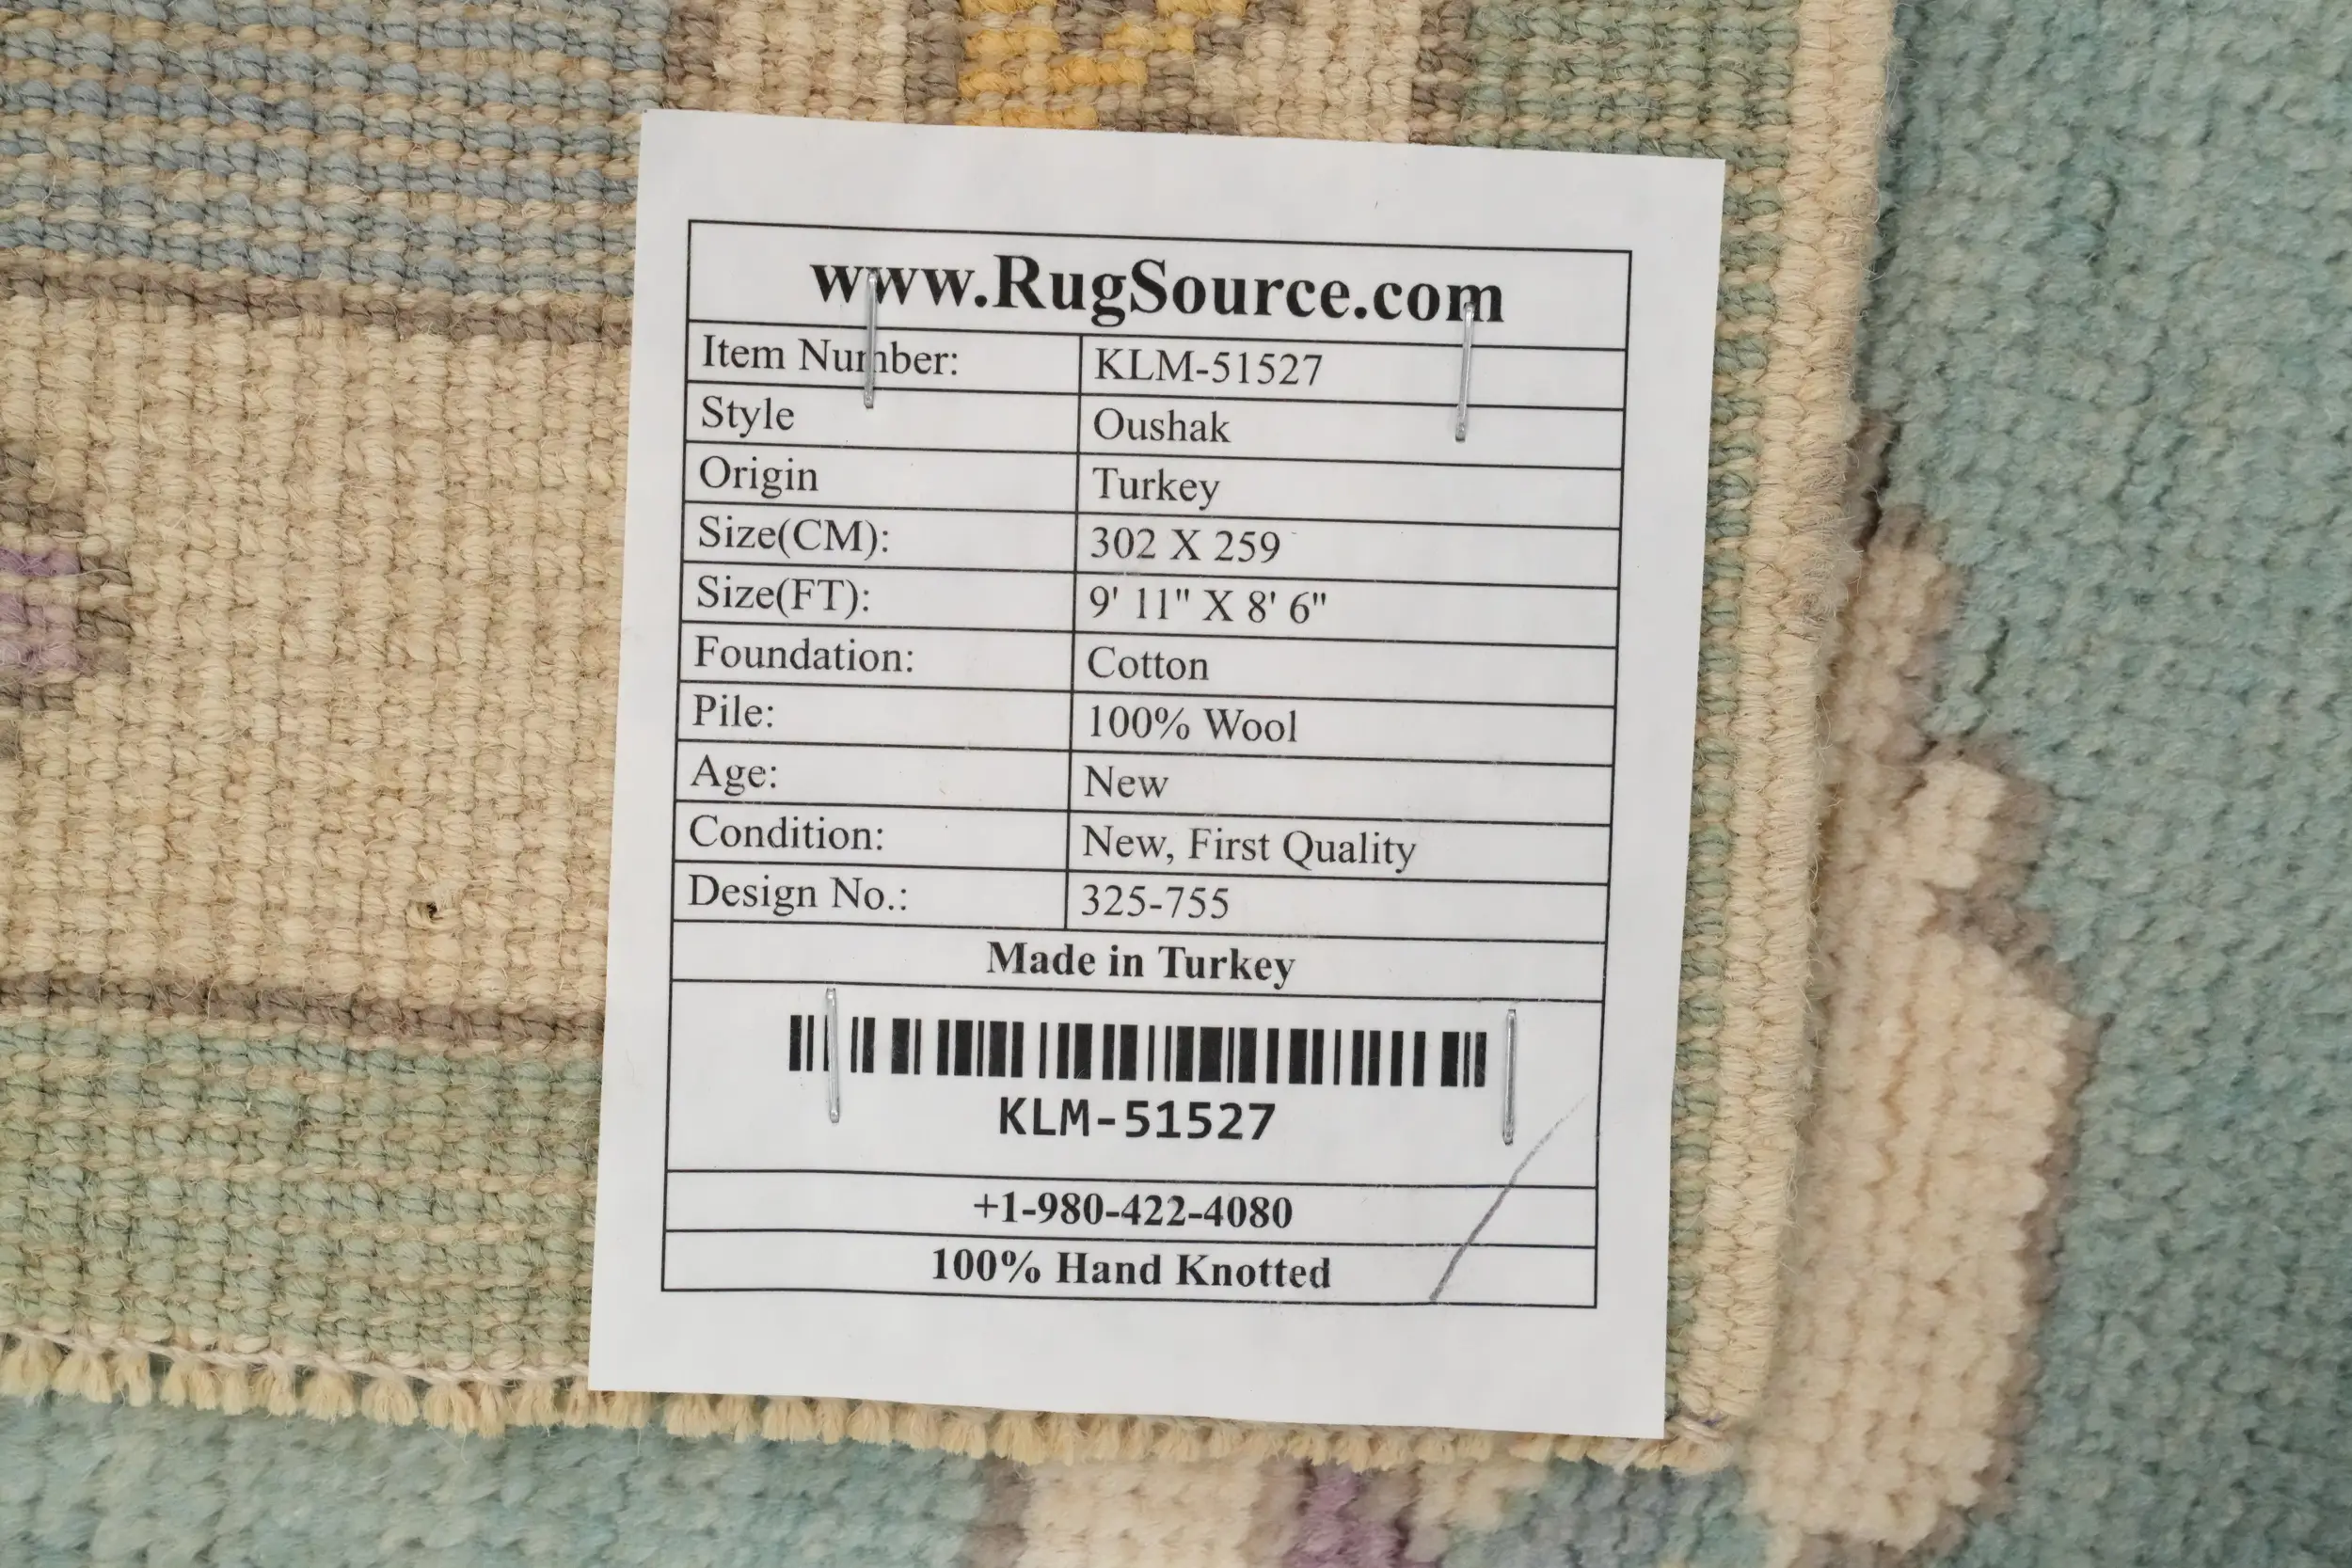 www.RugSource.com
Item Number: KLM-51527
Style Oushak
Origin Turkey
Size(CM): 302 X 259
Size(FT): 9' 11" X 8' 6"
Foundation: Cotton
Pile: 100% Wool
Age: New
Condition: New, First Quality
Design No.: 325-755
Made in Turkey
KLM-51527
+1-980-422-4080
100% Hand Knotted